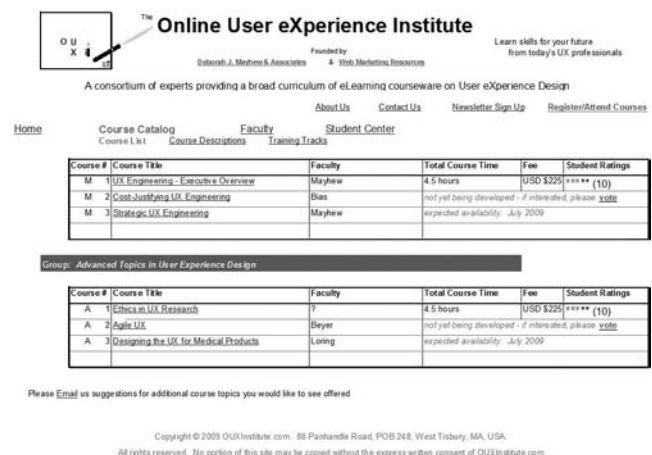 The Online User eXperience Institute
O U
X i
st
Learn skills for your future
from today's UX professionals
Founded by
Deborah J. Mayhew & Associates & Web Marketing Resources
A consortium of experts providing a broad curriculum of eLearning courseware on User eXperience Design
About Us Contact Us Newsletter Sign Up Register/Attend Courses
Home Course Catalog Faculty Student Center
Course List Course Descriptions Training Tracks
Course # Course Title Faculty Total Course Time Fee Student Ratings
M 1 UX Engineering - Executive Overview Mayhew 4.5 hours USD $225 ***** (10)
M 2 Cost-Justifying UX Engineering Bias not yet being developed - if interested, please vote
M 3 Strategic UX Engineering Mayhew expected availability: July 2009
Group: Advanced Topics in User Experience Design
Course # Course Title Faculty Total Course Time Fee Student Ratings
A 1 Ethics in UX Research ? 4.5 hours USD $225 ***** (10)
A 2 Agile UX Beyer not yet being developed - if interested, please vote
A 3 Designing the UX for Medical Products Loring expected availability: July 2009
Please Email us suggestions for additional course topics you would like to see offered
Copyright © 2009 OUXInstitute.com. 88 Panhandle Road, POB 248, West Tisbury, MA, USA.
All rights reserved. No portion of this site may be copied without the express written consent of OUXInstitute.com